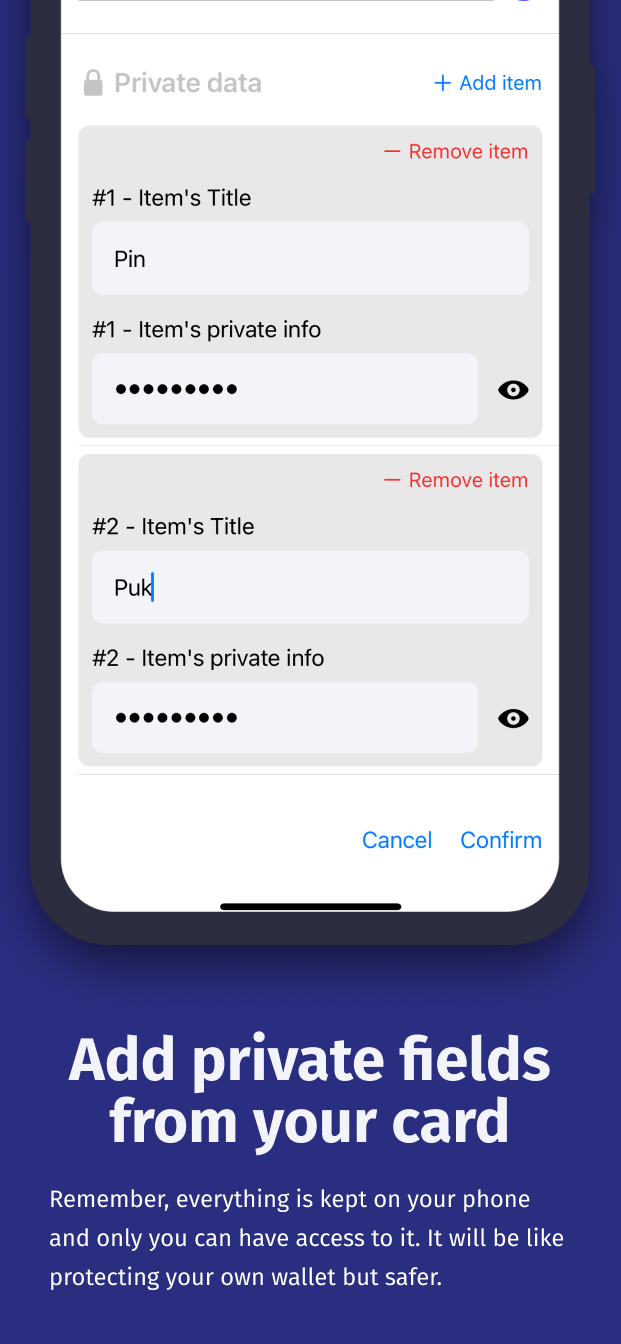 Private data
+ Add item
— Remove item
#1 - Item's Title
Pin
#1 - Item's private info
•••••••••
— Remove item
#2 - Item's Title
Puk
#2 - Item's private info
•••••••••
Cancel Confirm
Add private fields
from your card
Remember, everything is kept on your phone
and only you can have access to it. It will be like
protecting your own wallet but safer.